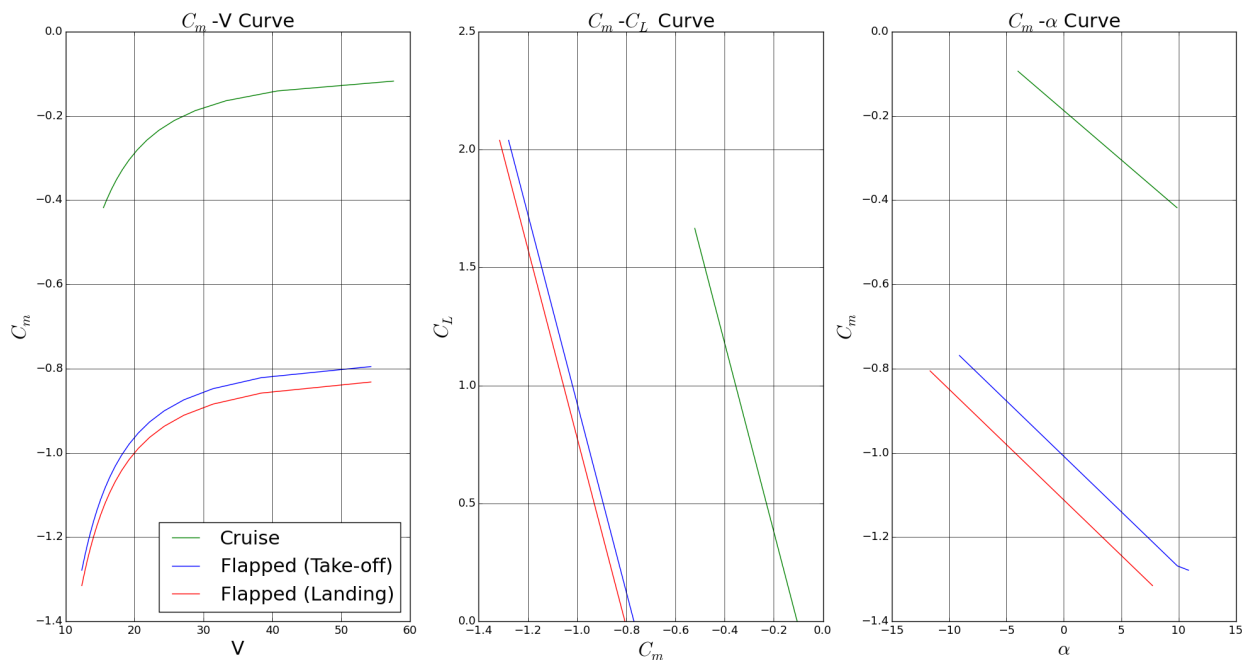 C_m -V Curve
0.0
−0.2
−0.4
−0.6
−0.8
−1.0
−1.2
−1.4
C_m
10 20 30 40 50 60
V
Cruise
Flapped (Take-off)
Flapped (Landing)
C_m-C_L Curve
2.5
2.0
1.5
1.0
0.5
0.0
C_L
−1.4 −1.2 −1.0 −0.8 −0.6 −0.4 −0.2 0.0
C_m
C_m-α Curve
0.0
−0.2
−0.4
−0.6
−0.8
−1.0
−1.2
−1.4
C_m
−15 −10 −5 0 5 10 15
α